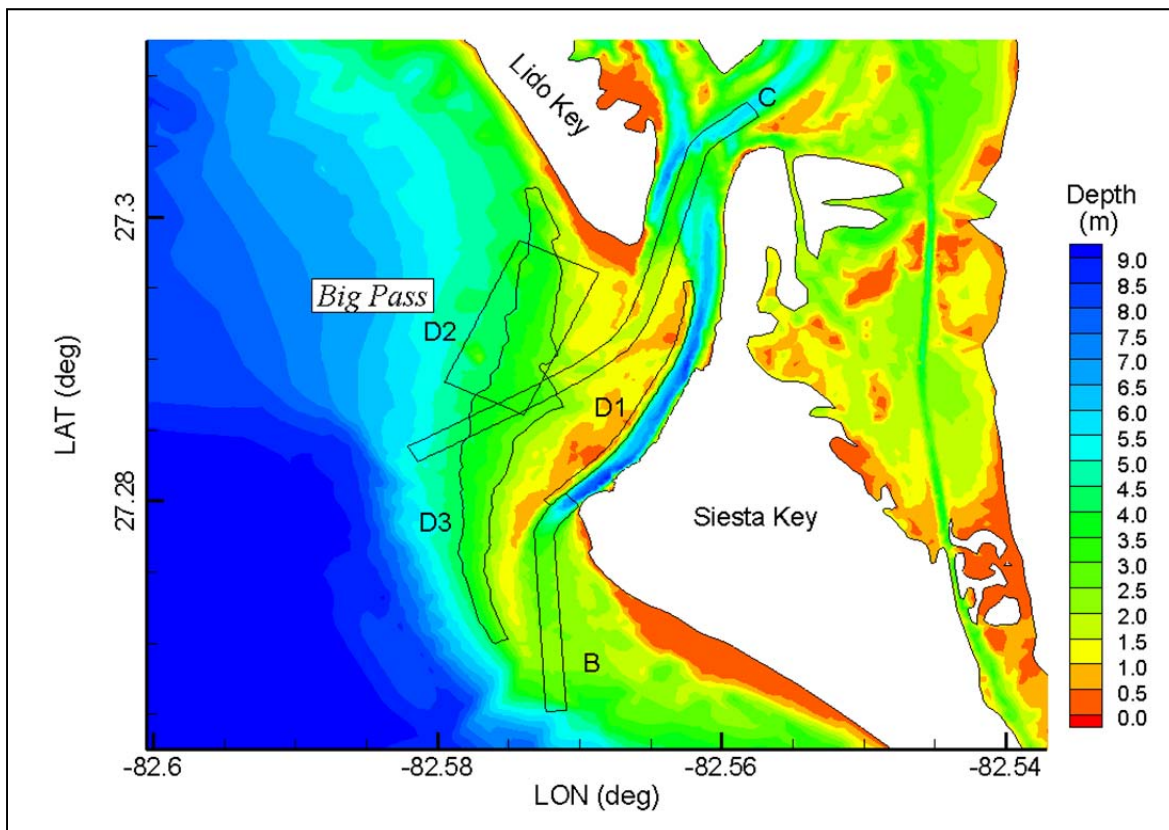 Lido Key
C
27.3
Depth
(m)
Big Pass
D2
9.0
8.5
8.0
7.5
7.0
6.5
6.0
5.5
5.0
4.5
4.0
3.5
3.0
2.5
2.0
1.5
1.0
0.5
0.0
LAT (deg)
D1
27.28
D3
Siesta Key
B
-82.6
-82.58
-82.56
-82.54
LON (deg)